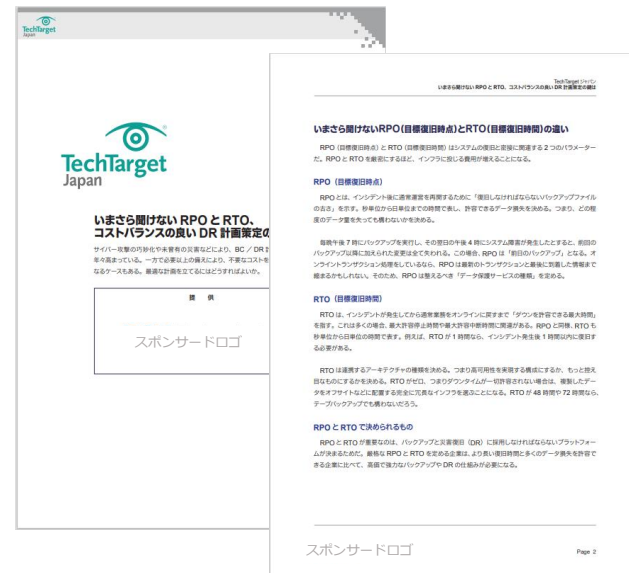 TechTarget
Japan
TechTarget
Japan
いまさら聞けない RPO と RTO、
コストバランスの良い DR 計画策定の
サイバー攻撃の巧妙化や未曾有の災害などにより、BC / DR
年々高まっている。一方で必要以上の備えにより、不要なコストを
なるケースもある。最適な計画を立てるにはどうすればよいか。
提 供
スポンサードロゴ
TechTarget ジャパン
いまさら聞けない RPO と RTO、コストバランスの良い DR 計画策定の鍵は
いまさら聞けないRPO(目標復旧時点)とRTO(目標復旧時間)の違い
RPO(目標復旧時点)と RTO(目標復旧時間)はシステムの復旧と復旋に関連する 2 つのパラメーター
だ。RPO と RTO を厳密にするほど、インフラに投じる費用が増えることになる。
RPO(目標復旧時点)
RPO とは、インシデント後に通常運営を再開するために「復旧しなければならないバックアップファイル
の古さ」を示す。秒単位から日単位までの時間で表し、許容できるデータ損失を決める。つまり、どの程
度のデータ量を失っても構わないかを決める。
毎晩午後 7 時にバックアップを実行し、その翌日の午後 4 時にシステム障害が発生したとすると、前回の
バックアップ以降に加えられた変更は全て失われる。この場合、RPO は「前日のバックアップ」となる。オ
ンライントランザクション処理をしているなら、RPO は最新のトランザクションと最後に到着した情報まで
縮まるかもしれない。そのため、RPO は整えるべき「データ保護サービスの種類」を定める。
RTO(目標復旧時間)
RTO は、インシデントが発生してから通常業務をオンラインに戻すまで「ダウンを許容できる最大時間」
を指す。これは多くの場合、最大許容停止時間や最大許容中断時間に関連がある。RPO と同様、RTO も
秒単位から日単位の時間で表す。例えば、RTO が 1 時間なら、インシデント発生後 1 時間以内に復旧す
る必要がある。
RTO は連携するアーキテクチャの種類を決める。つまり高可用性を実現する構成にするか、もっと控え
目なものにするかを決める。RTO がゼロ、つまりダウンタイムが一切許容されない場合は、複製したデー
タをオフサイトなどに配置する完全に冗長なインフラを選ぶことになる。RTO が 48 時間や 72 時間なら、
テープバックアップでも構わないだろう。
RPO と RTO で決められるもの
RPO と RTO が重要なのは、バックアップと災害復旧(DR)に採用しなければならないプラットフォー
ムが決まるためだ。厳格な RPO と RTO を定める企業は、より長い復旧時間と多くのデータ損失を許容で
きる企業に比べて、高価で強力なバックアップや DR の仕組みが必要になる。
スポンサードロゴ
Page 2